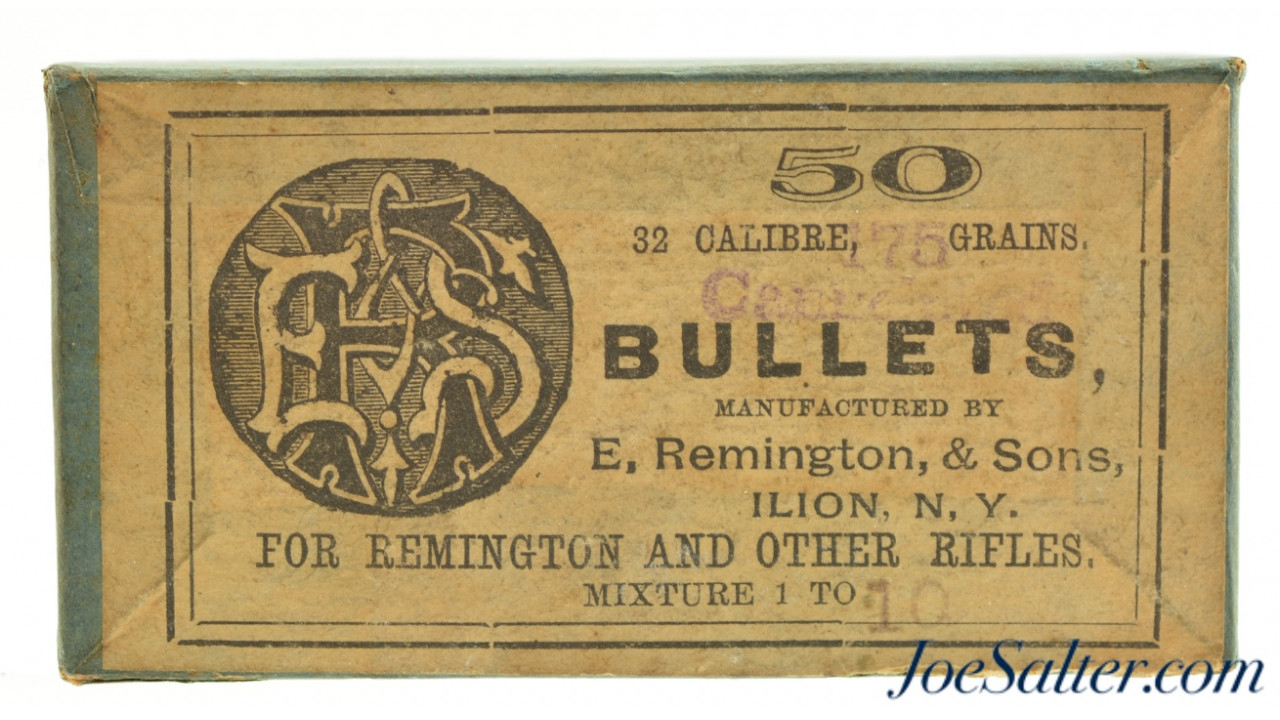 50
32 CALIBRE, 175 GRAINS.
BULLETS,
MANUFACTURED BY
E, Remington, & Sons,
ILION, N, Y.
FOR REMINGTON AND OTHER RIFLES.
MIXTURE 1 TO 10
JoeSalter.com